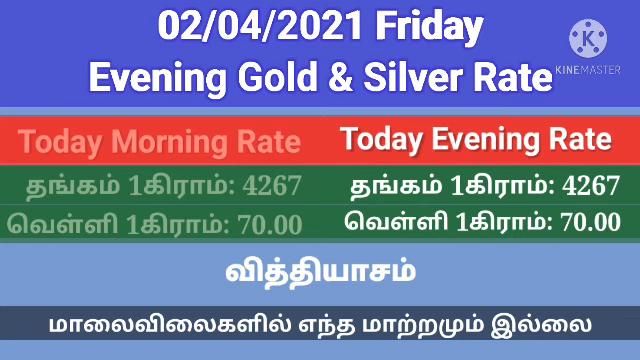 02/04/2021 Friday
Evening Gold & Silver Rate
KINEMASTER
Today Morning Rate
தங்கம் 1கிராம்: 4267
வெள்ளி 1கிராம்: 70.00
Today Evening Rate
தங்கம் 1கிராம்: 4267
வெள்ளி 1கிராம்: 70.00
வித்தியாசம்
மாலைவிலைகளில் எந்த மாற்றமும் இல்லை